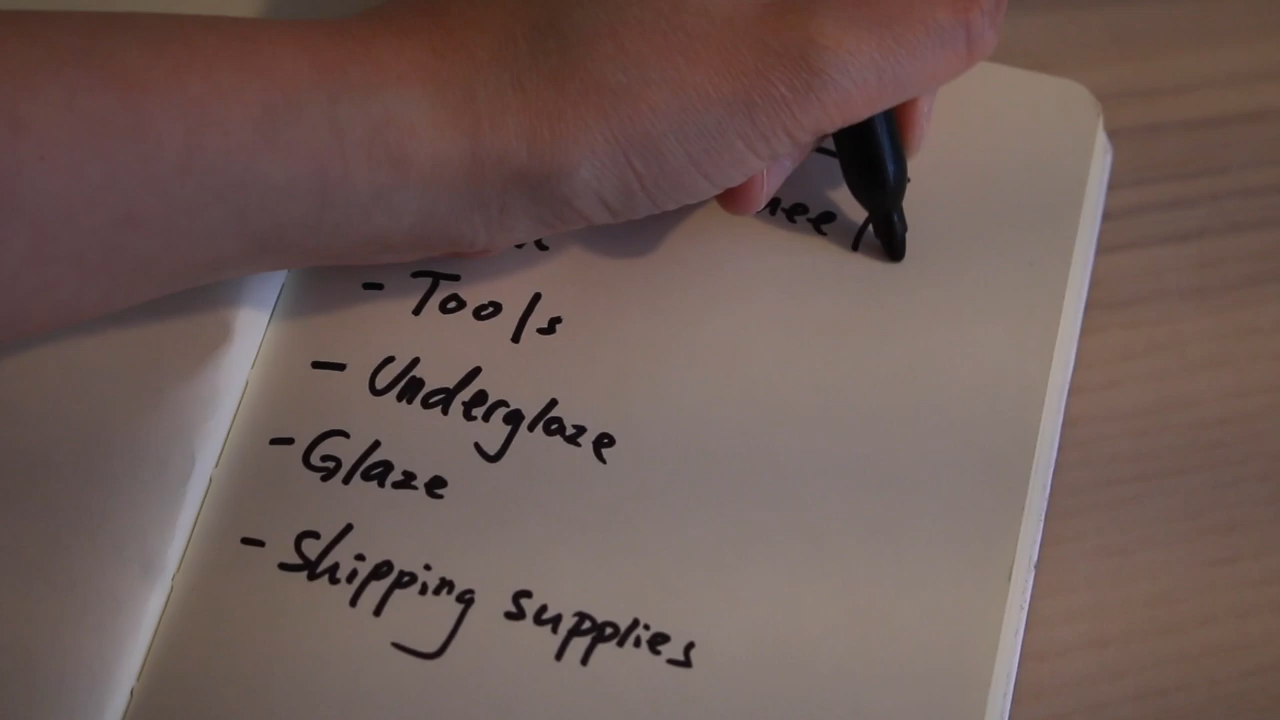 - Tools
- Underglaze
- Glaze
- Shipping supplies